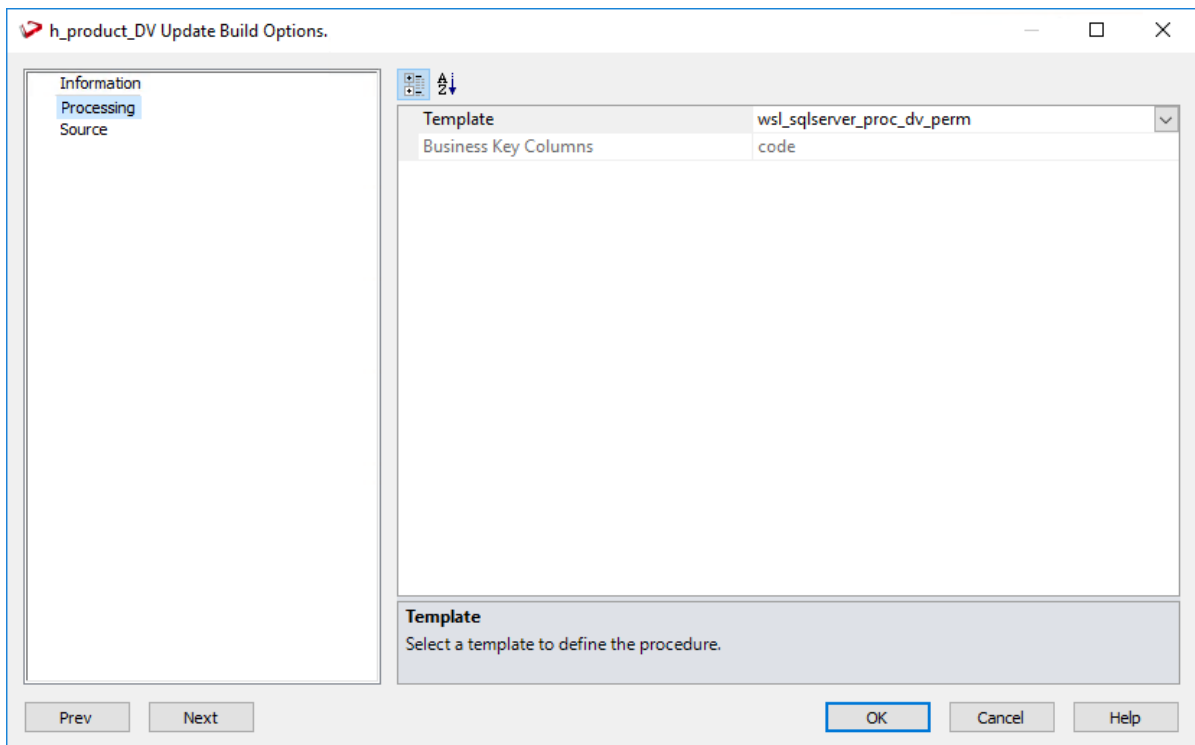 h_product_DV Update Build Options.
Information
Processing
Source
Template wsl_sqlserver_proc_dv_perm
Business Key Columns code
Template
Select a template to define the procedure.
Prev Next OK Cancel Help